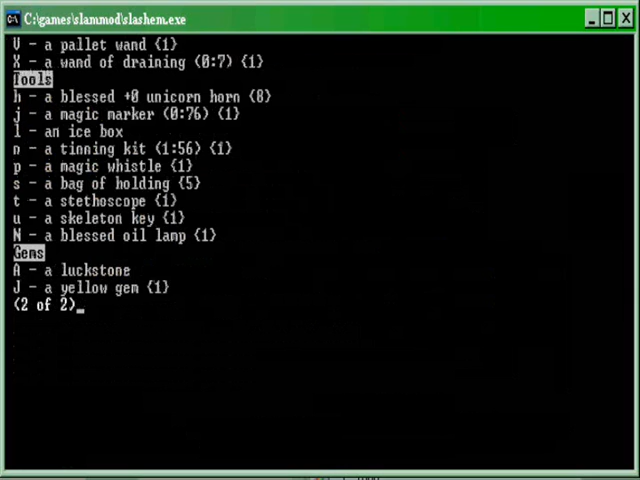 C:\games\slammod\slashem.exe
V - a pallet wand {1}
X - a wand of draining (0:7) {1}
Tools
h - a blessed +0 unicorn horn {8}
j - a magic marker (0:76) {1}
l - an ice box
n - a tinning kit (1:56) {1}
p - a magic whistle {1}
s - a bag of holding {5}
t - a stethoscope {1}
u - a skeleton key {1}
N - a blessed oil lamp {1}
Gems
A - a luckstone
J - a yellow gem {1}
(2 of 2)